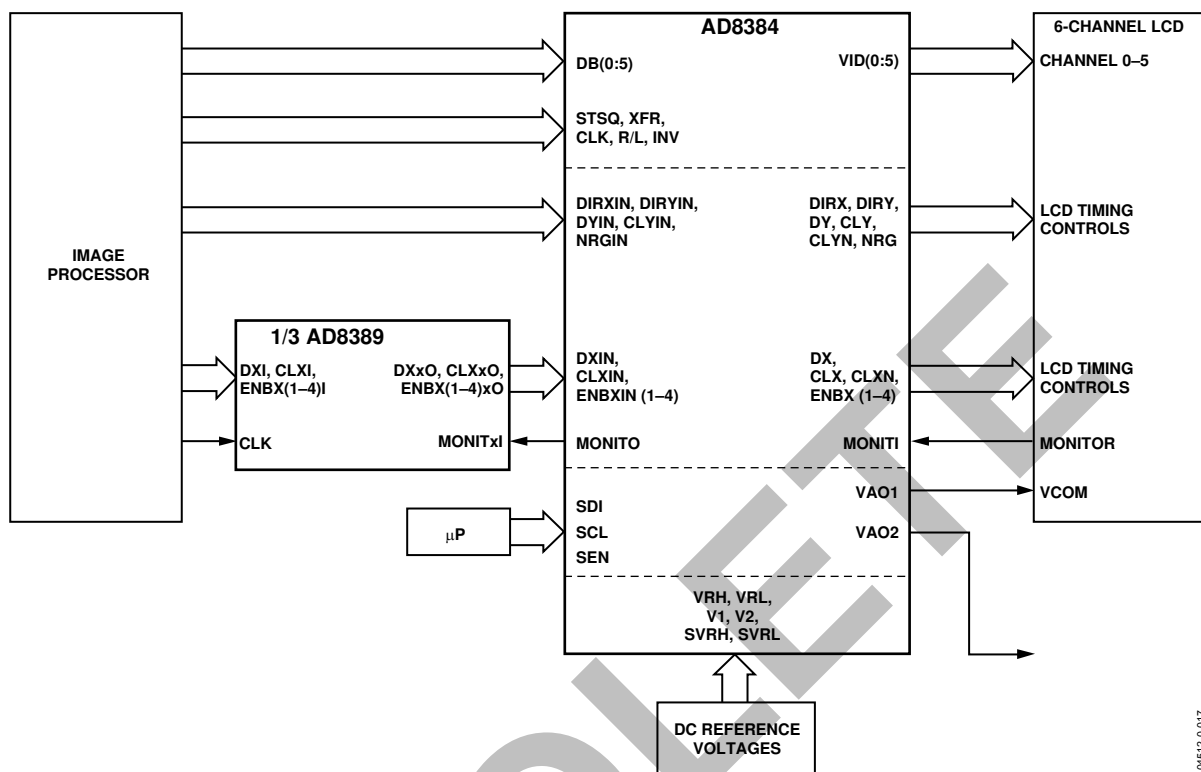 AD8384
6-CHANNEL LCD
DB(0:5)
VID(0:5)
CHANNEL 0–5
STSQ, XFR,
CLK, R/L, INV
DIRXIN, DIRYIN,
DYIN, CLYIN,
NRGIN
DIRX, DIRY,
DY, CLY,
CLYN, NRG
LCD TIMING
CONTROLS
IMAGE
PROCESSOR
1/3 AD8389
DXI, CLXI,
ENBX(1–4)I
DXxO, CLXxO,
ENBX(1–4)xO
DXIN,
CLXIN,
ENBXIN (1–4)
DX,
CLX, CLXN,
ENBX (1–4)
LCD TIMING
CONTROLS
CLK
MONITxI
MONITO
MONITI
MONITOR
VAO1
VCOM
µP
SDI
SCL
SEN
VAO2
VRH, VRL,
V1, V2,
SVRH, SVRL
DC REFERENCE
VOLTAGES
04513-0-017